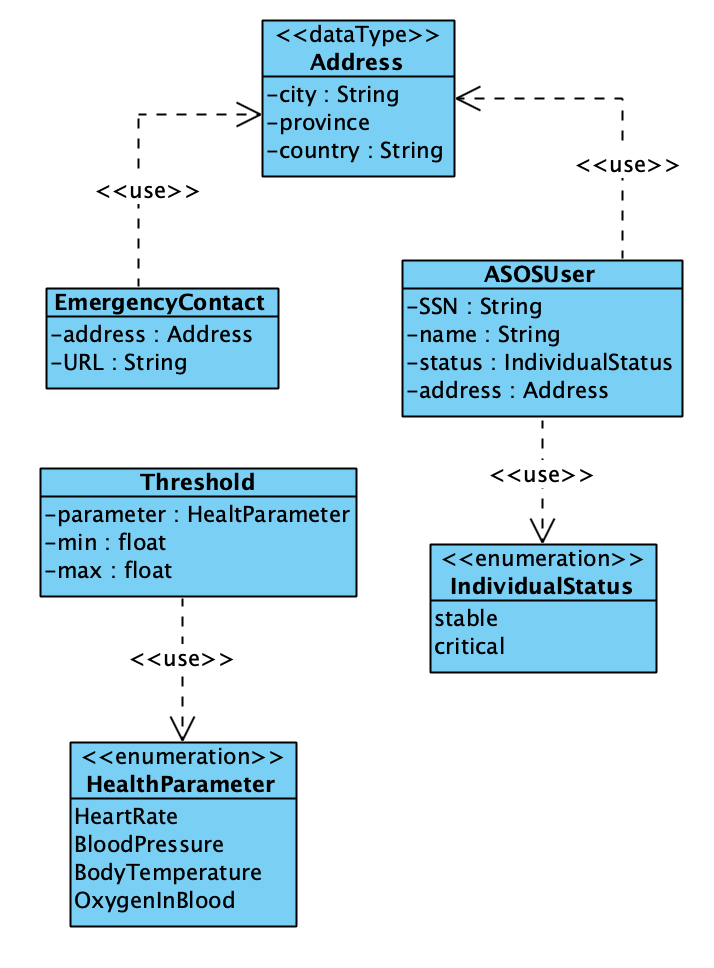 <<dataType>>
Address
-city : String
-province
-country : String
<<use>>
<<use>>
EmergencyContact
-address : Address
-URL : String
ASOSUser
-SSN : String
-name : String
-status : IndividualStatus
-address : Address
<<use>>
Threshold
-parameter : HealtParameter
-min : float
-max : float
<<enumeration>>
IndividualStatus
stable
critical
<<use>>
<<enumeration>>
HealthParameter
HeartRate
BloodPressure
BodyTemperature
OxygenInBlood